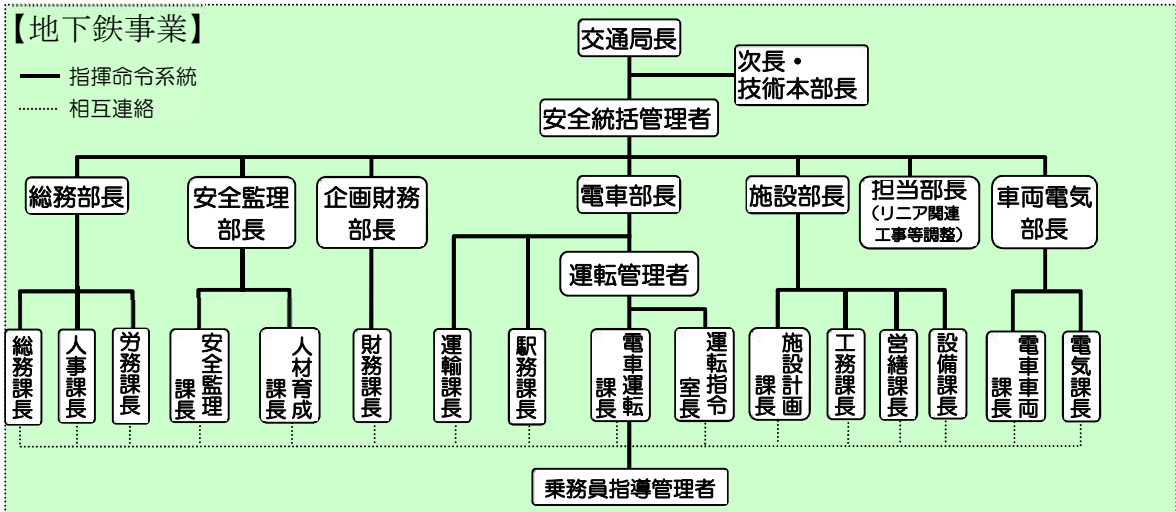 【地下鉄事業】
指揮命令系統
相互連絡
交通局長
次長・
技術本部長
安全統括管理者
総務部長
安全監理
部長
企画財務
部長
電車部長
施設部長
担当部長
(リニア関連
工事等調整)
車両電気
部長
運転管理者
総務課長
人事課長
労務課長
安全監理
課長
人材育成
課長
財務課長
運輸課長
駅務課長
電車運転
課長
運転指令
室長
施設計画
課長
工務課長
営繕課長
設備課長
電車車両
課長
電気課長
乗務員指導管理者